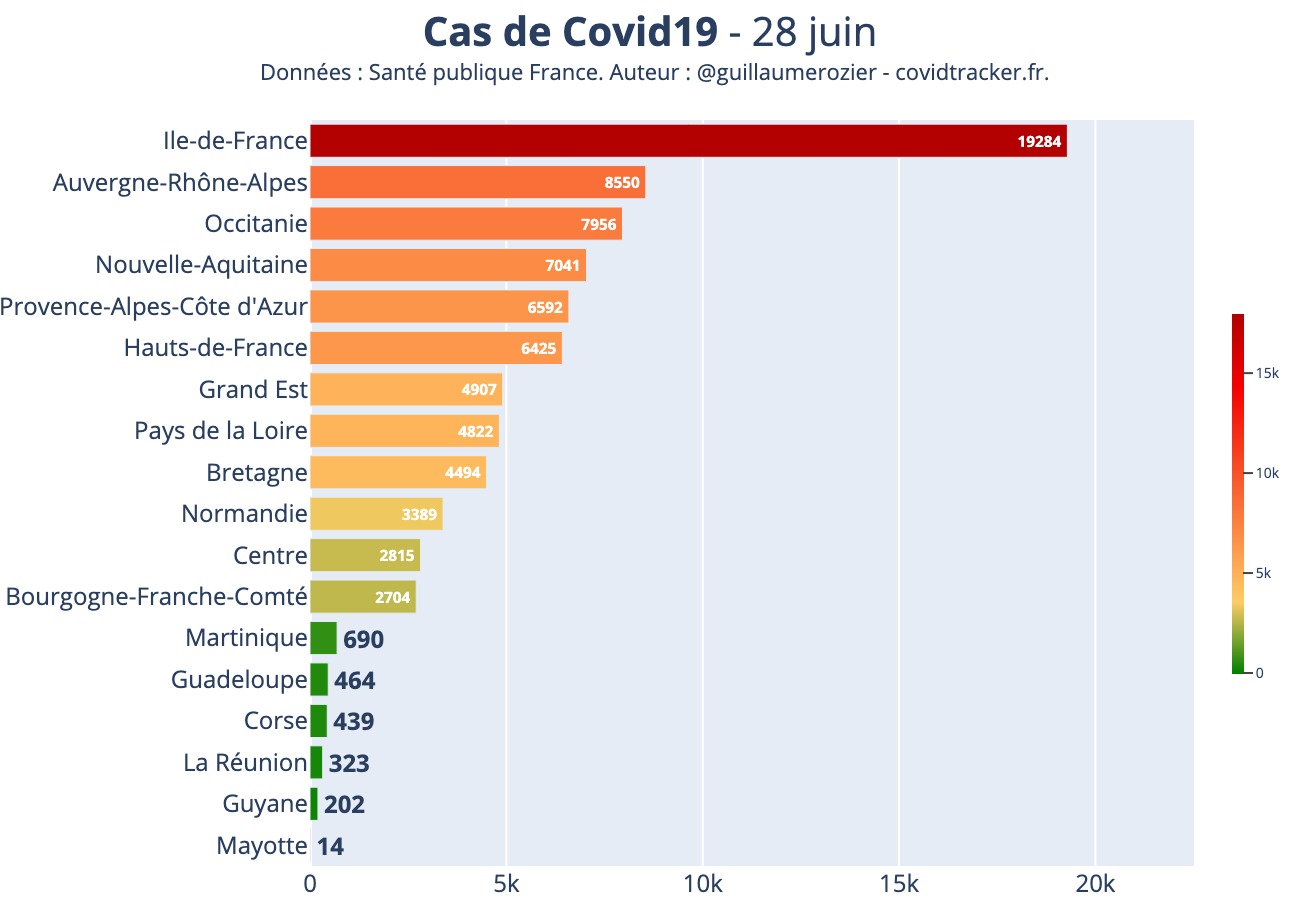 Cas de Covid19 - 28 juin
Données : Santé publique France. Auteur : @guillaumerozier - covidtracker.fr.
Ile-de-France 19284
Auvergne-Rhône-Alpes 8550
Occitanie 7956
Nouvelle-Aquitaine 7041
Provence-Alpes-Côte d'Azur 6592
Hauts-de-France 6425
Grand Est 4907
Pays de la Loire 4822
Bretagne 4494
Normandie 3389
Centre 2815
Bourgogne-Franche-Comté 2704
Martinique 690
Guadeloupe 464
Corse 439
La Réunion 323
Guyane 202
Mayotte 14
0 5k 10k 15k 20k
15k
10k
5k
0